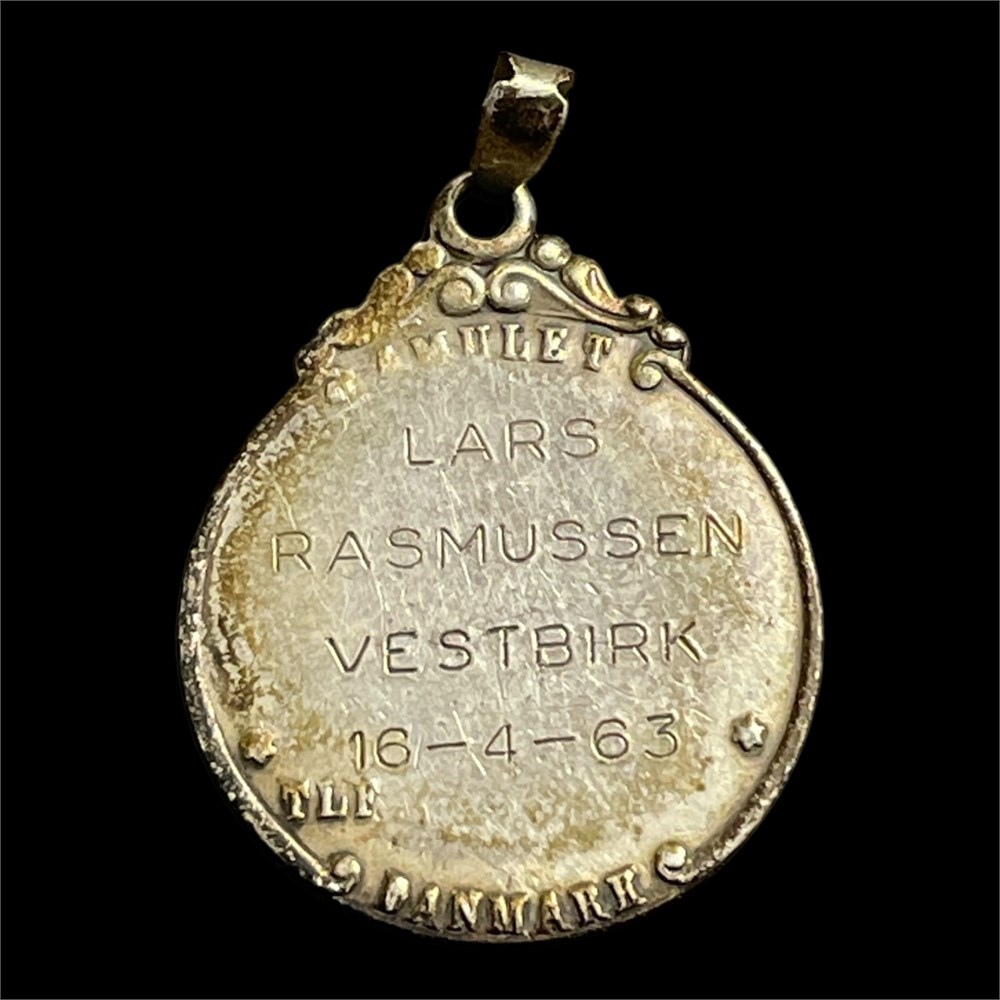 AMULET
LARS
RASMUSSEN
VESTBIRK
16-4-63
TLF
DANMARK